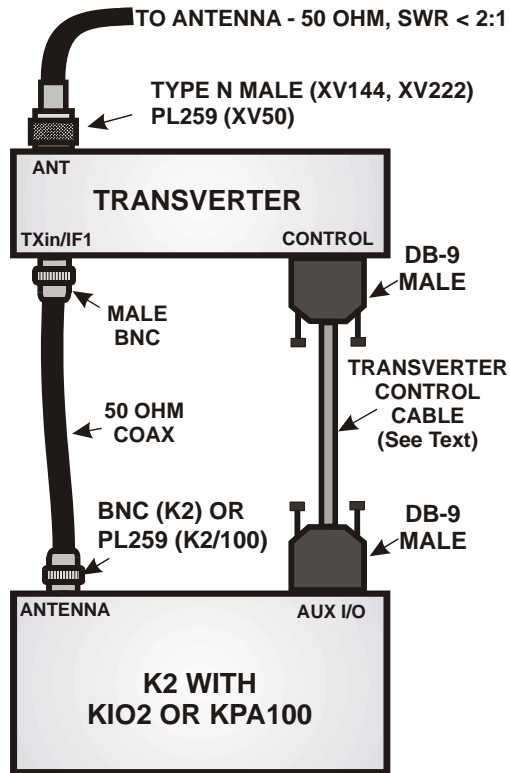 TO ANTENNA - 50 OHM, SWR < 2:1
TYPE N MALE (XV144, XV222)
PL259 (XV50)
ANT
TRANSVERTER
TXin/IF1
CONTROL
DB-9
MALE
MALE
BNC
TRANSVERTER
CONTROL
CABLE
(See Text)
50 OHM
COAX
BNC (K2) OR
PL259 (K2/100)
DB-9
MALE
ANTENNA
AUX I/O
K2 WITH
KIO2 OR KPA100